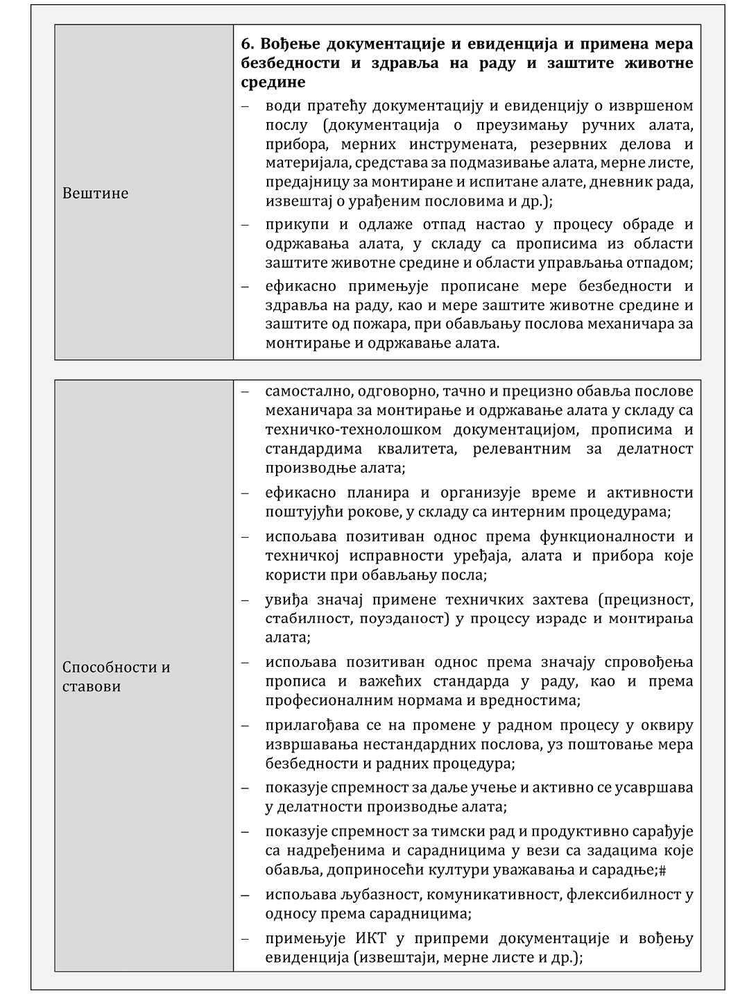 Вештине
6. Вођење документације и евиденција и примена мера
безбедности и здравља на раду и заштите животне
средине
– води пратећу документацију и евиденцију о извршеном
послу (документација о преузимању ручних алата,
прибора, мерних инструмената, резервних делова и
материјала, средстава за подмазивање алата, мерне листе,
предајницу за монтиране и испитане алате, дневник рада,
извештај о урађеним пословима и др.);
– прикупи и одлаже отпад настао у процесу обраде и
одржавања алата, у складу са прописима из области
заштите животне средине и области управљања отпадом;
– ефикасно примењује прописане мере безбедности и
здравља на раду, као и мере заштите животне средине и
заштите од пожара, при обављању послова механичара за
монтирање и одржавање алата.
Способности и
ставови
– самостално, одговорно, тачно и прецизно обавља послове
механичара за монтирање и одржавање алата у складу са
техничко-технолошком документацијом, прописима и
стандардима квалитета, релевантним за делатност
производње алата;
– ефикасно планира и организује време и активности
поштујући рокове, у складу са интерним процедурама;
– испољава позитиван однос према функционалности и
техничкој исправности уређаја, алата и прибора које
користи при обављању посла;
– увиђа значај примене техничких захтева (прецизност,
стабилност, поузданост) у процесу израде и монтирања
алата;
– испољава позитиван однос према значају спровођења
прописа и важећих стандарда у раду, као и према
професионалним нормама и вредностима;
– прилагођава се на промене у радном процесу у оквиру
извршавања нестандардних послова, уз поштовање мера
безбедности и радних процедура;
– показује спремност за даље учење и активно се усавршава
у делатности производње алата;
– показује спремност за тимски рад и продуктивно сарађује
са надређенима и сарадницима у вези са задацима које
обавља, доприносећи култури уважавања и сарадње;#
– испољава љубазност, комуникативност, флексибилност у
односу према сарадницима;
– примењује ИКТ у припреми документације и вођењу
евиденција (извештаји, мерне листе и др.);